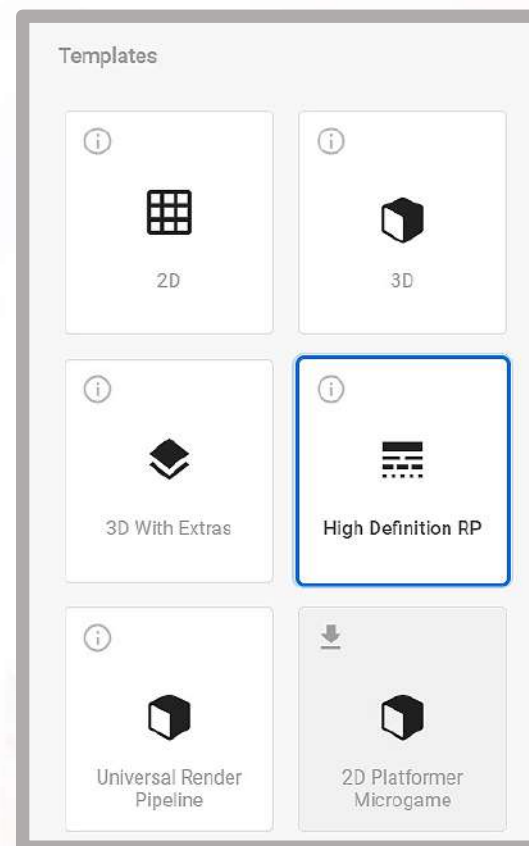 Templates
2D
3D
3D With Extras
High Definition RP
Universal Render
Pipeline
2D Platformer
Microgame